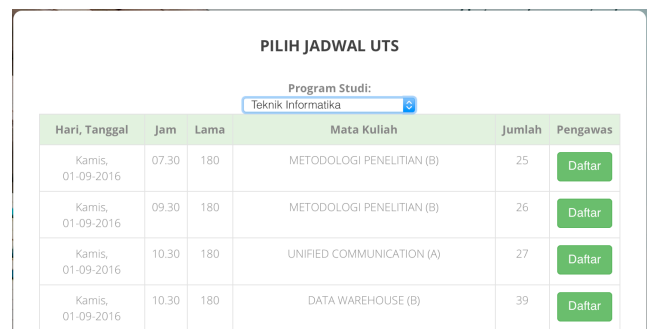 PILIH JADWAL UTS
Program Studi:
Teknik Informatika
Hari, Tanggal Jam Lama Mata Kuliah Jumlah Pengawas
Kamis, 01-09-2016 07.30 180 METODOLOGI PENELITIAN (B) 25 Daftar
Kamis, 01-09-2016 09.30 180 METODOLOGI PENELITIAN (B) 26 Daftar
Kamis, 01-09-2016 10.30 180 UNIFIED COMMUNICATION (A) 27 Daftar
Kamis, 01-09-2016 10.30 180 DATA WAREHOUSE (B) 39 Daftar